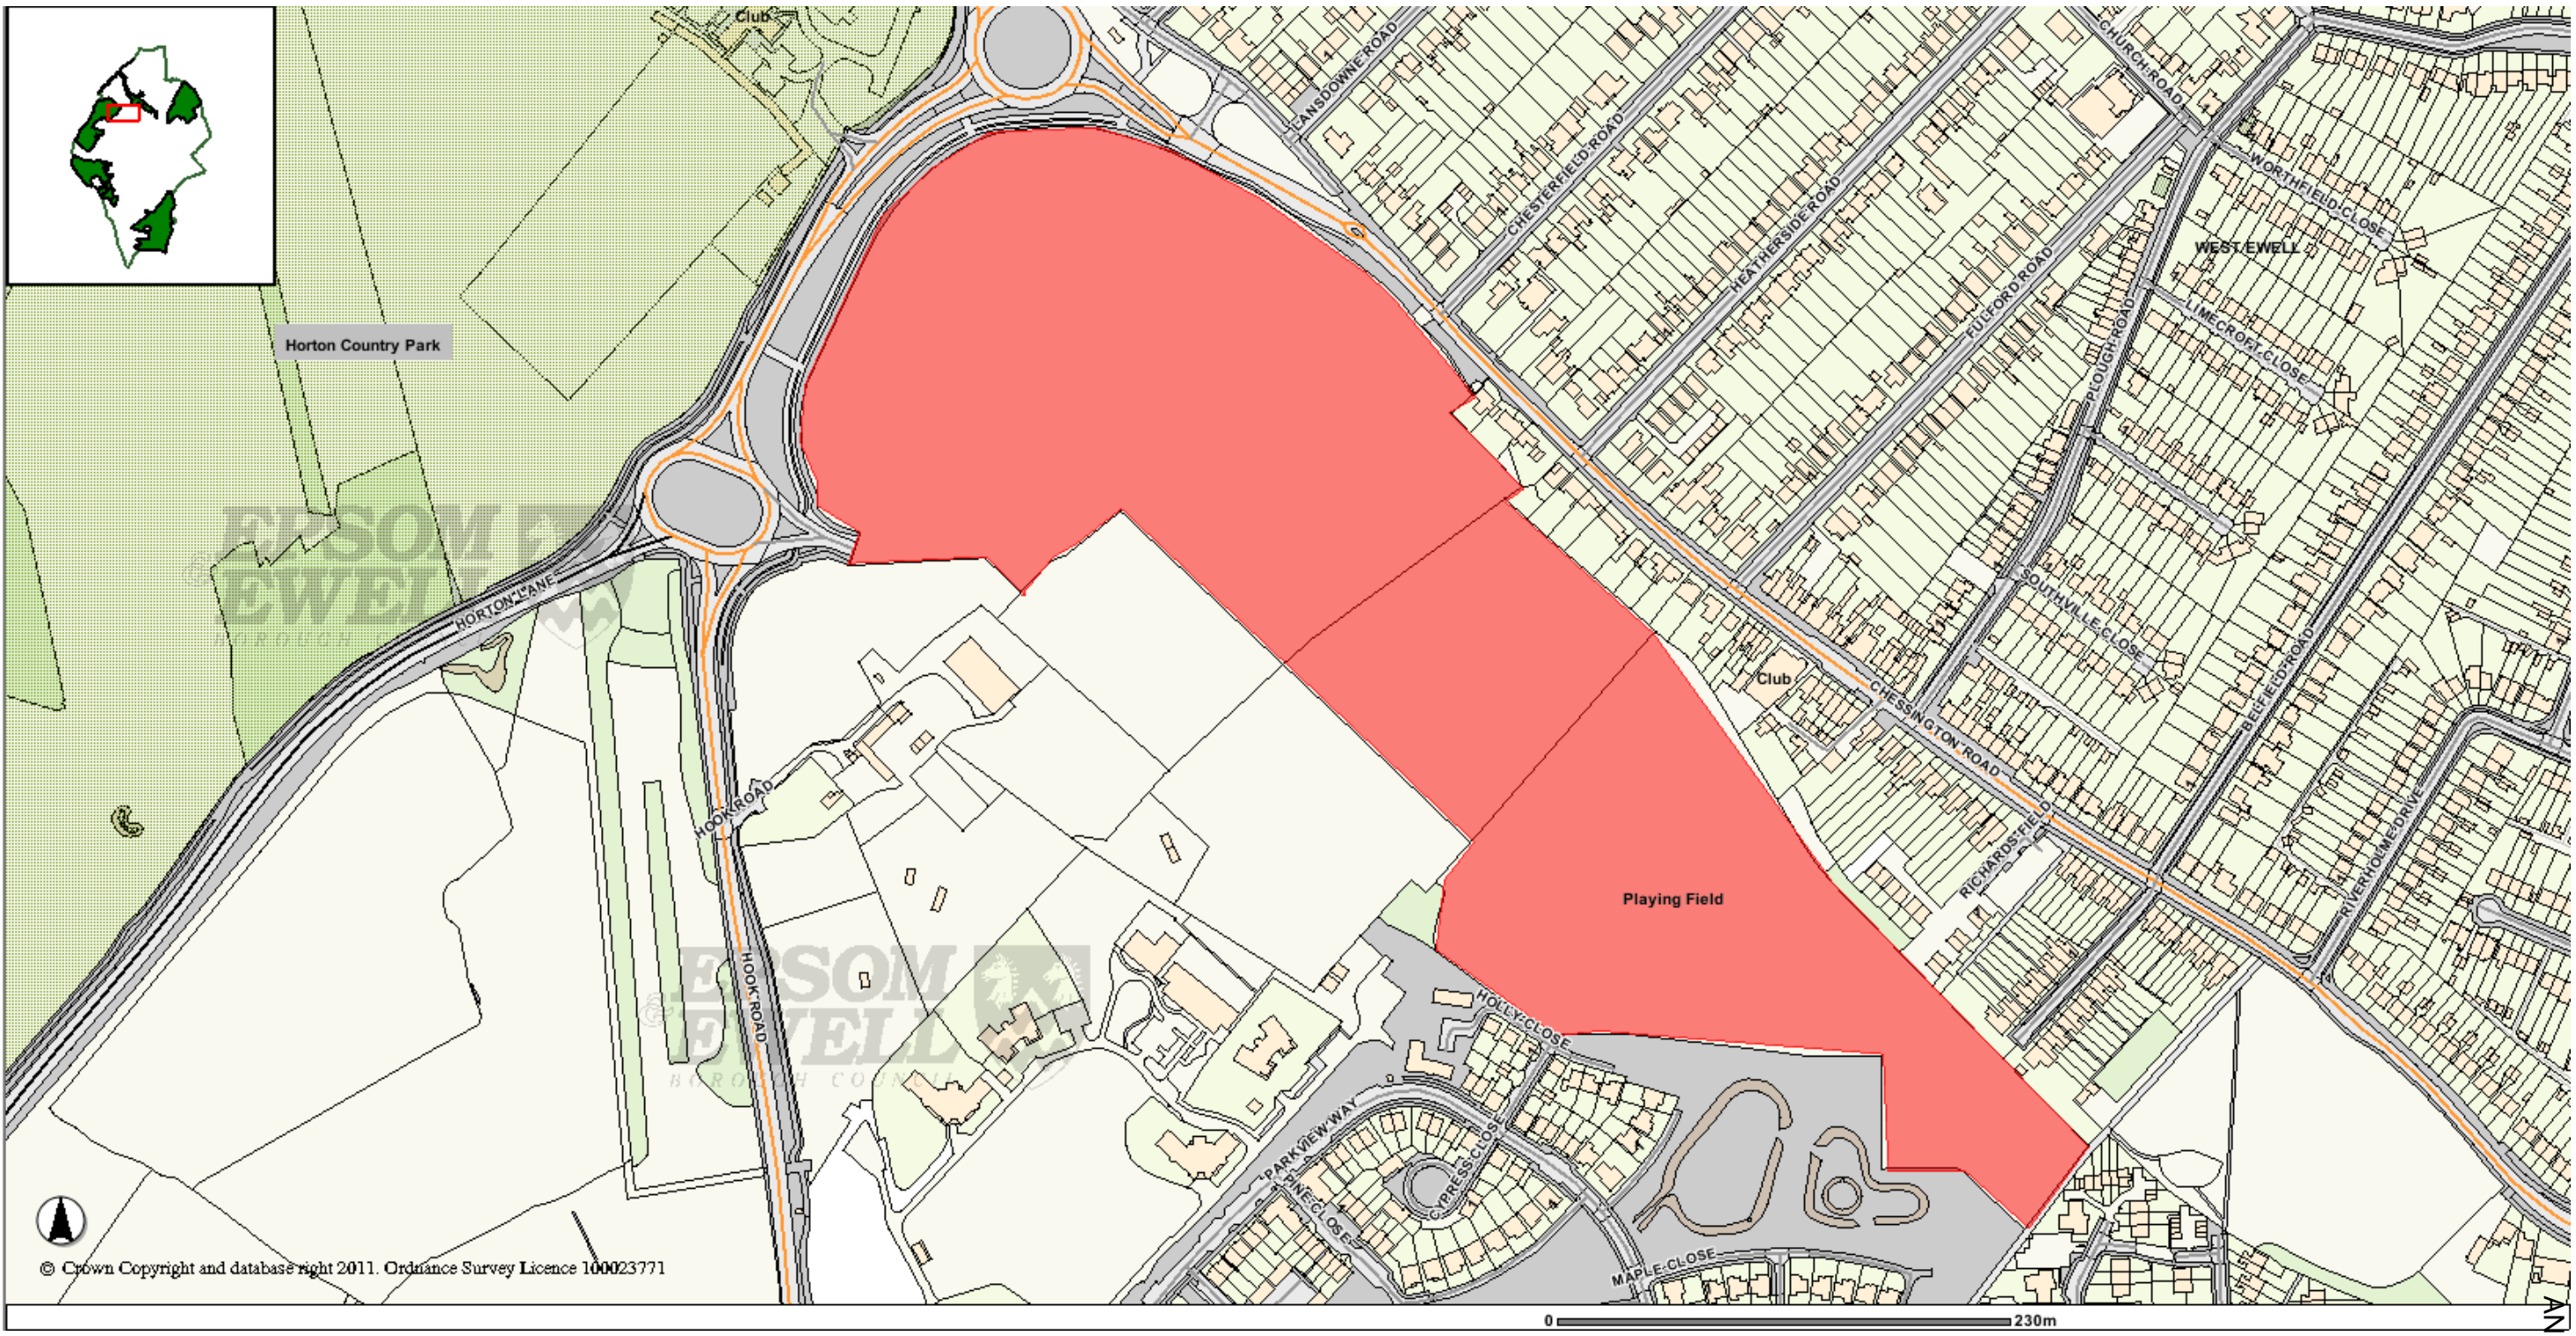 Club
LANSDOWNE ROAD
CHURCH ROAD
CHESTERFIELD ROAD
HEATHERSIDE ROAD
FULFORD ROAD
WORTHFIELD CLOSE
WEST EWELL
LIMECROFT CLOSE
PLOUGH ROAD
Horton Country Park
EPSOM
& EWELL
BOROUGH
HORTON LANE
SOUTHVILLE CLOSE
BELFIELD ROAD
Club
CHESSINGTON ROAD
HOOK ROAD
RICHARDS FIELD
RIVERHOLME DRIVE
Playing Field
HOOK ROAD
EPSOM
& EWELL
BOROUGH COUNCIL
HOLLY CLOSE
PARKVIEW WAY
CYPRESS CLOSE
PINE CLOSE
MAPLE CLOSE
© Crown Copyright and database right 2011. Ordnance Survey Licence 100023771
0 230m
AN